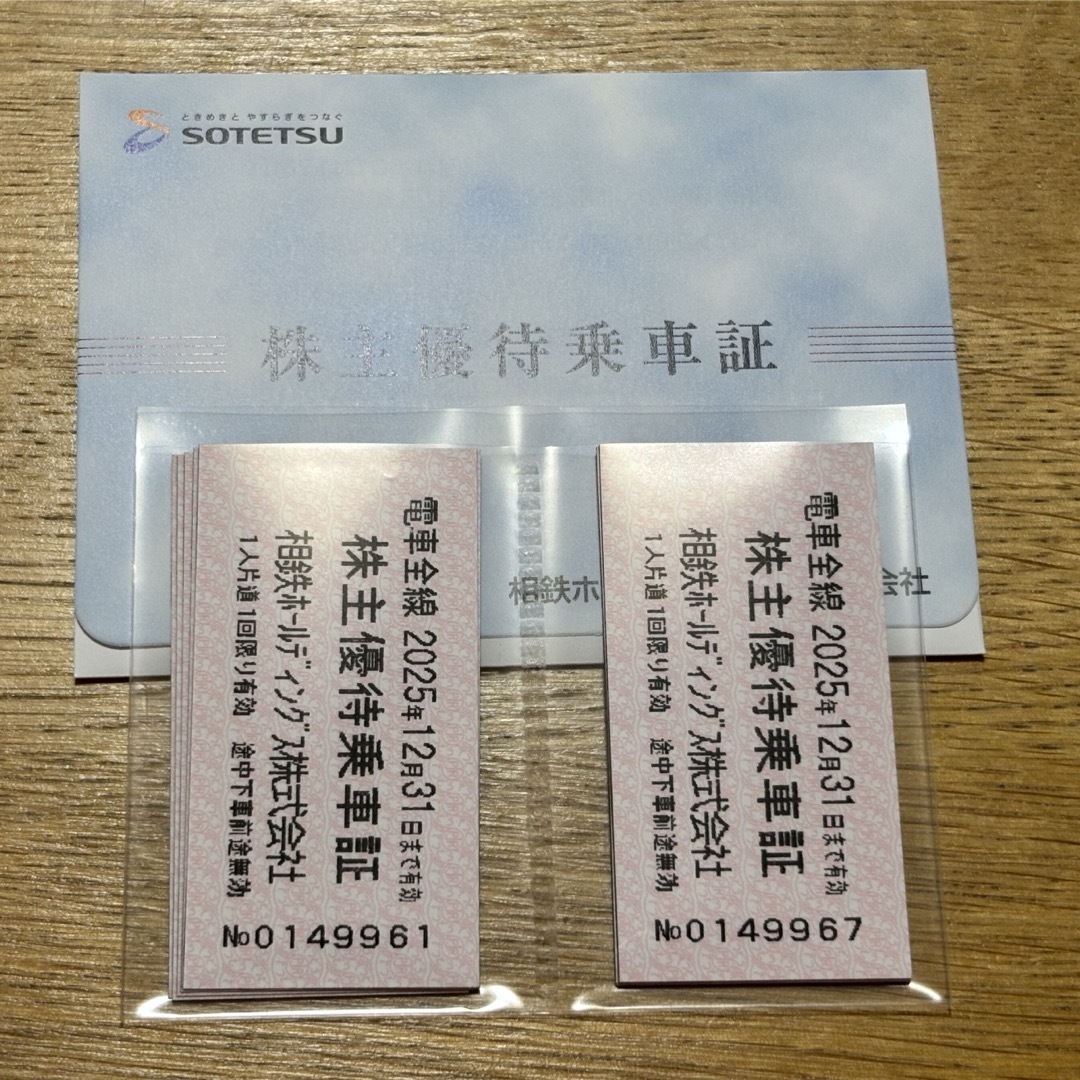 ときめきと やすらぎをつなぐ
SOTETSU
株主優待乗車証
相鉄ホ
会社
電車全線 2025年12月31日まで有効
株主優待乗車証
相鉄ホールディングス株式会社
1人片道1回限り有効 途中下車前途無効
№0149961
電車全線 2025年12月31日まで有効
株主優待乗車証
相鉄ホールディングス株式会社
1人片道1回限り有効 途中下車前途無効
№0149967